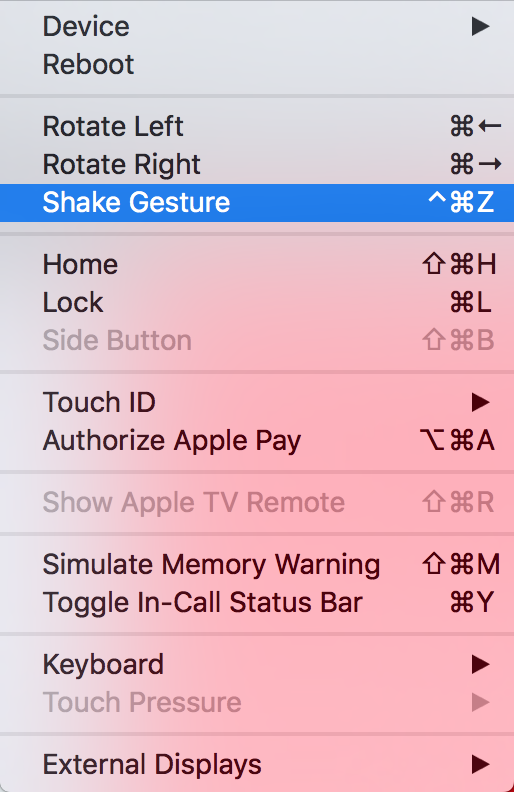 Device ▶
Reboot
Rotate Left ⌘←
Rotate Right ⌘→
Shake Gesture ^⌘Z
Home ⇧⌘H
Lock ⌘L
Side Button ⇧⌘B
Touch ID ▶
Authorize Apple Pay ⌥⌘A
Show Apple TV Remote ⇧⌘R
Simulate Memory Warning ⇧⌘M
Toggle In-Call Status Bar ⌘Y
Keyboard ▶
Touch Pressure ▶
External Displays ▶